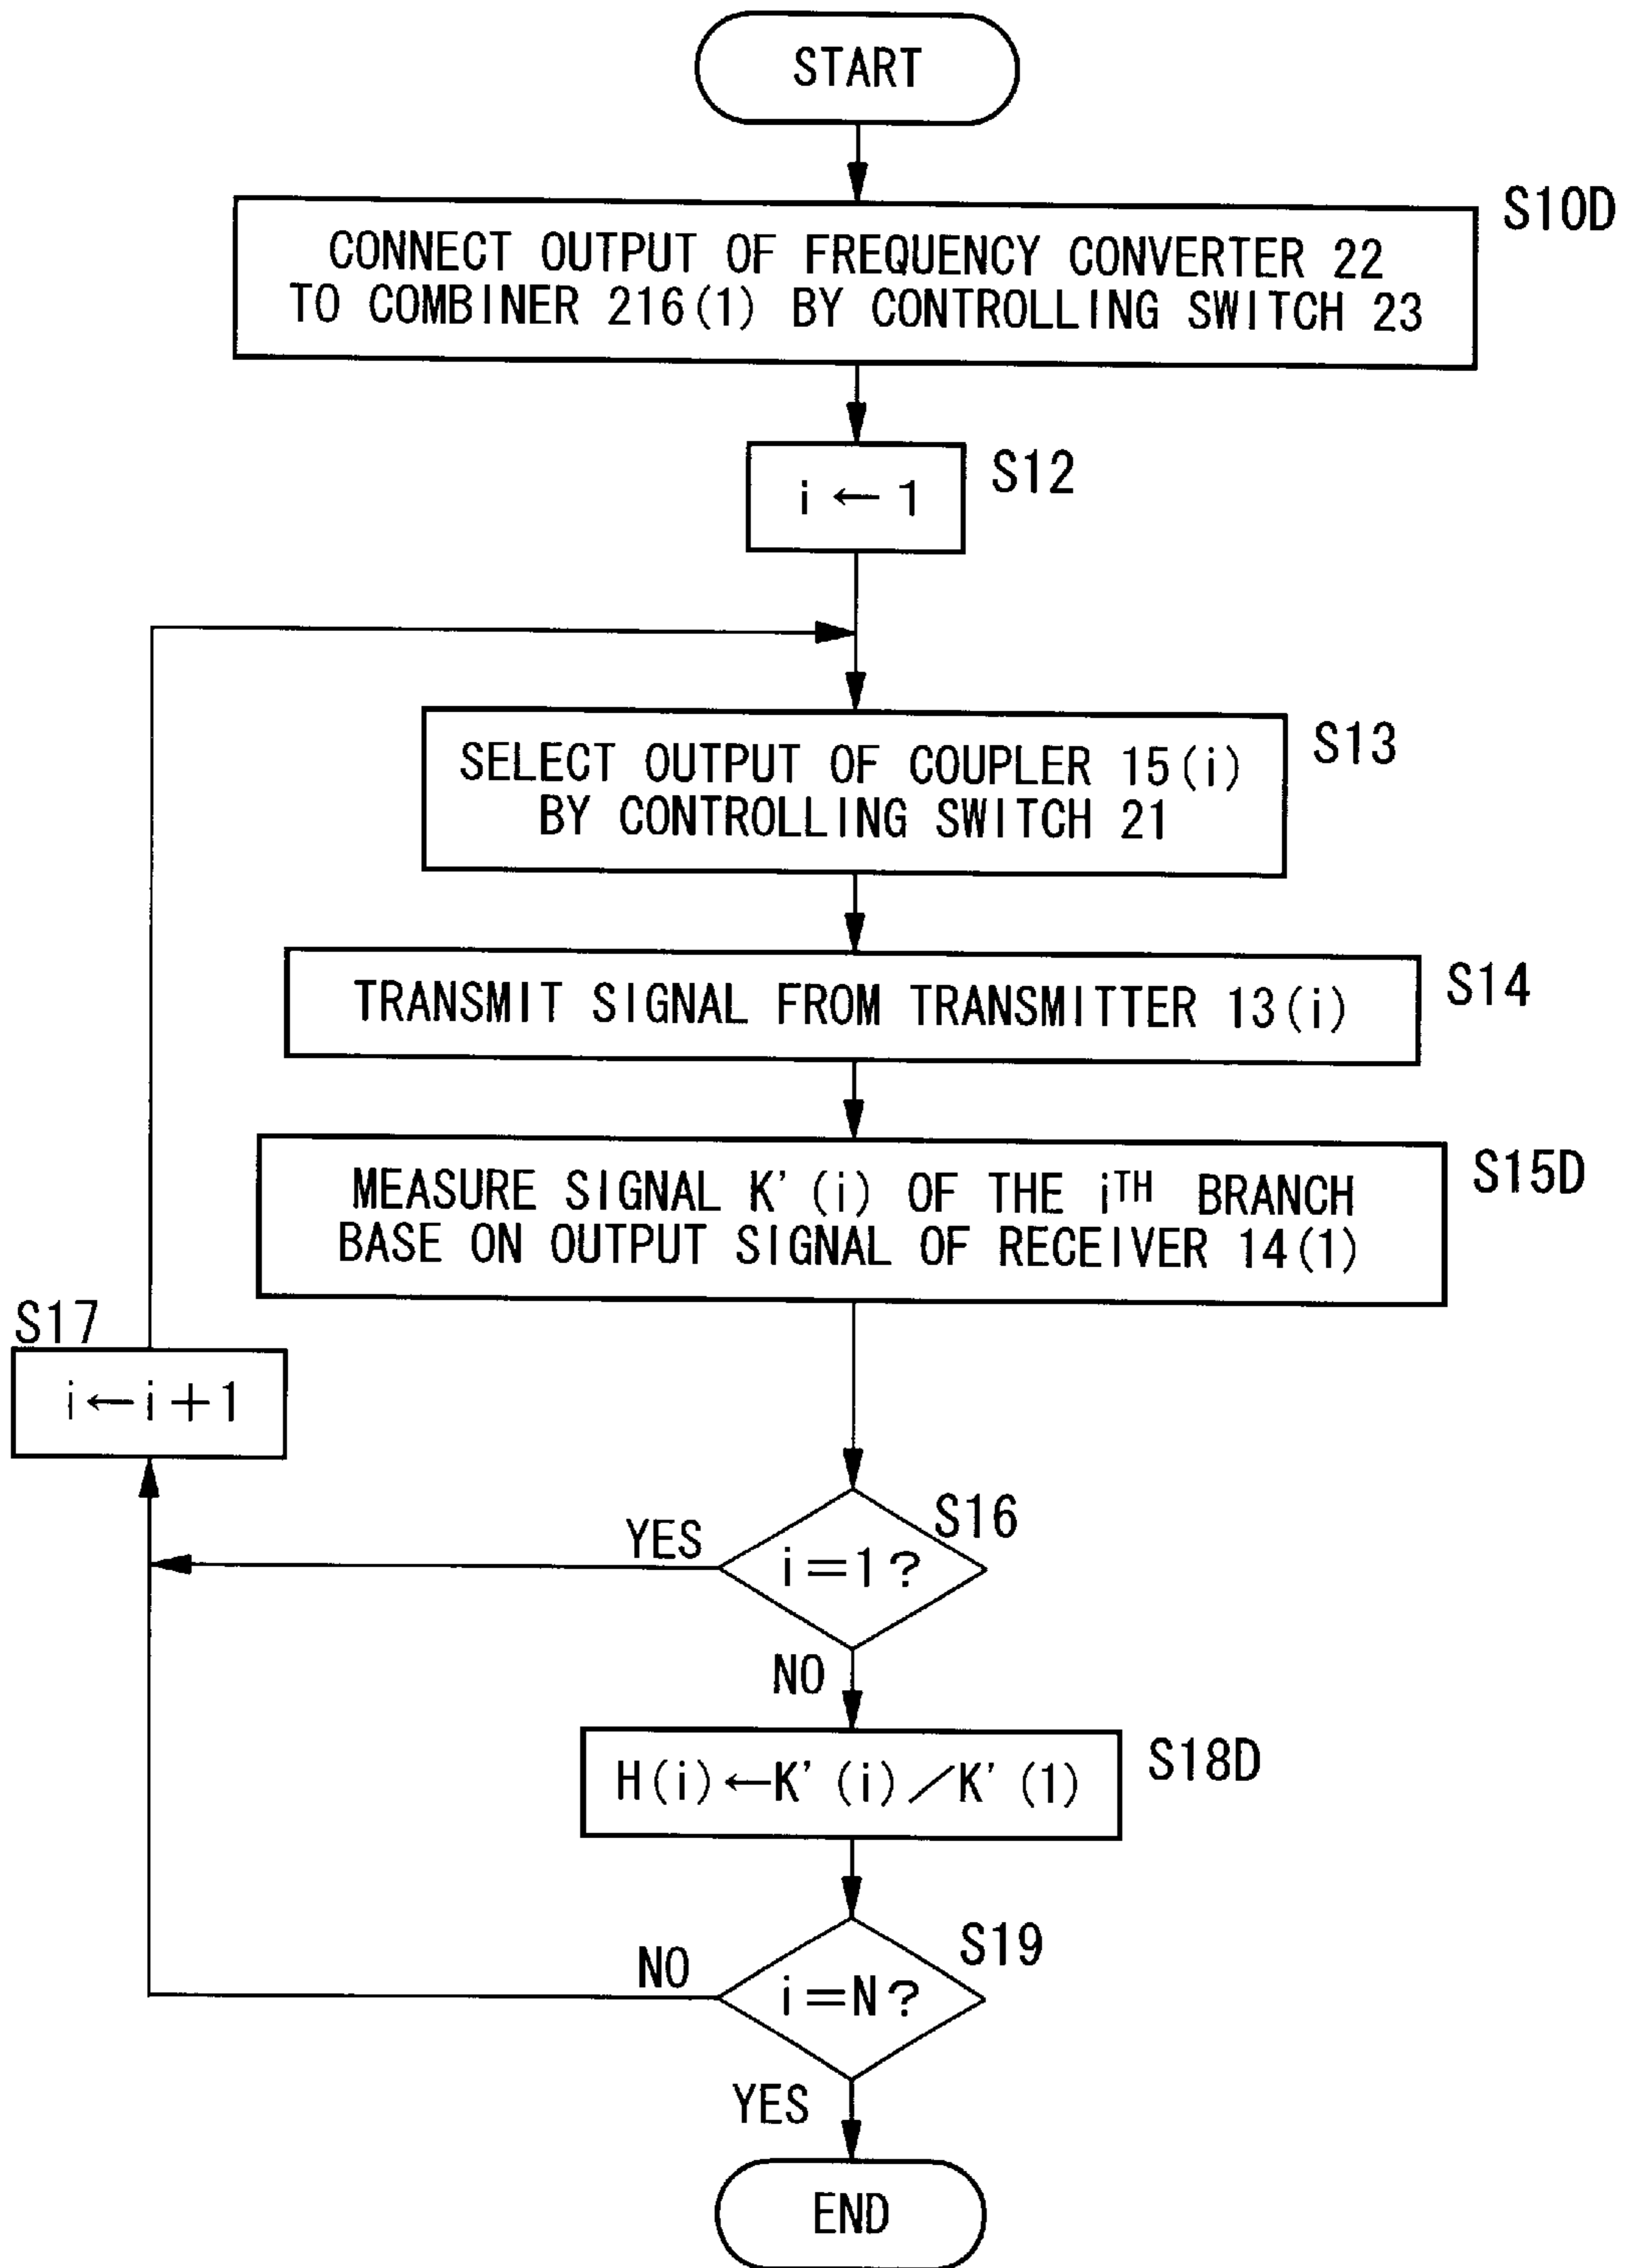 START
S10D
CONNECT OUTPUT OF FREQUENCY CONVERTER 22
TO COMBINER 216(1) BY CONTROLLING SWITCH 23
S12
i ← 1
S13
SELECT OUTPUT OF COUPLER 15(i)
BY CONTROLLING SWITCH 21
S14
TRANSMIT SIGNAL FROM TRANSMITTER 13(i)
S15D
MEASURE SIGNAL K'(i) OF THE iTH BRANCH
BASE ON OUTPUT SIGNAL OF RECEIVER 14(1)
S17
i←i+1
S16
YES
i=1?
NO
S18D
H(i)←K'(i)/K'(1)
S19
NO
i=N?
YES
END